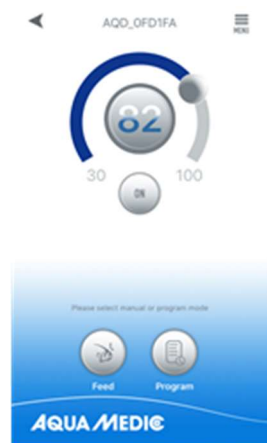 AQD_0FD1FA
MENU
82
30
100
ON
Please select manual or program mode
Feed
Program
AQUA MEDIC